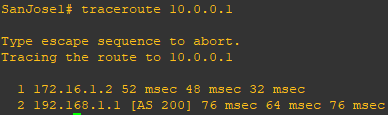 SanJose1# traceroute 10.0.0.1
Type escape sequence to abort.
Tracing the route to 10.0.0.1
1 172.16.1.2 52 msec 48 msec 32 msec
2 192.168.1.1 [AS 200] 76 msec 64 msec 76 msec